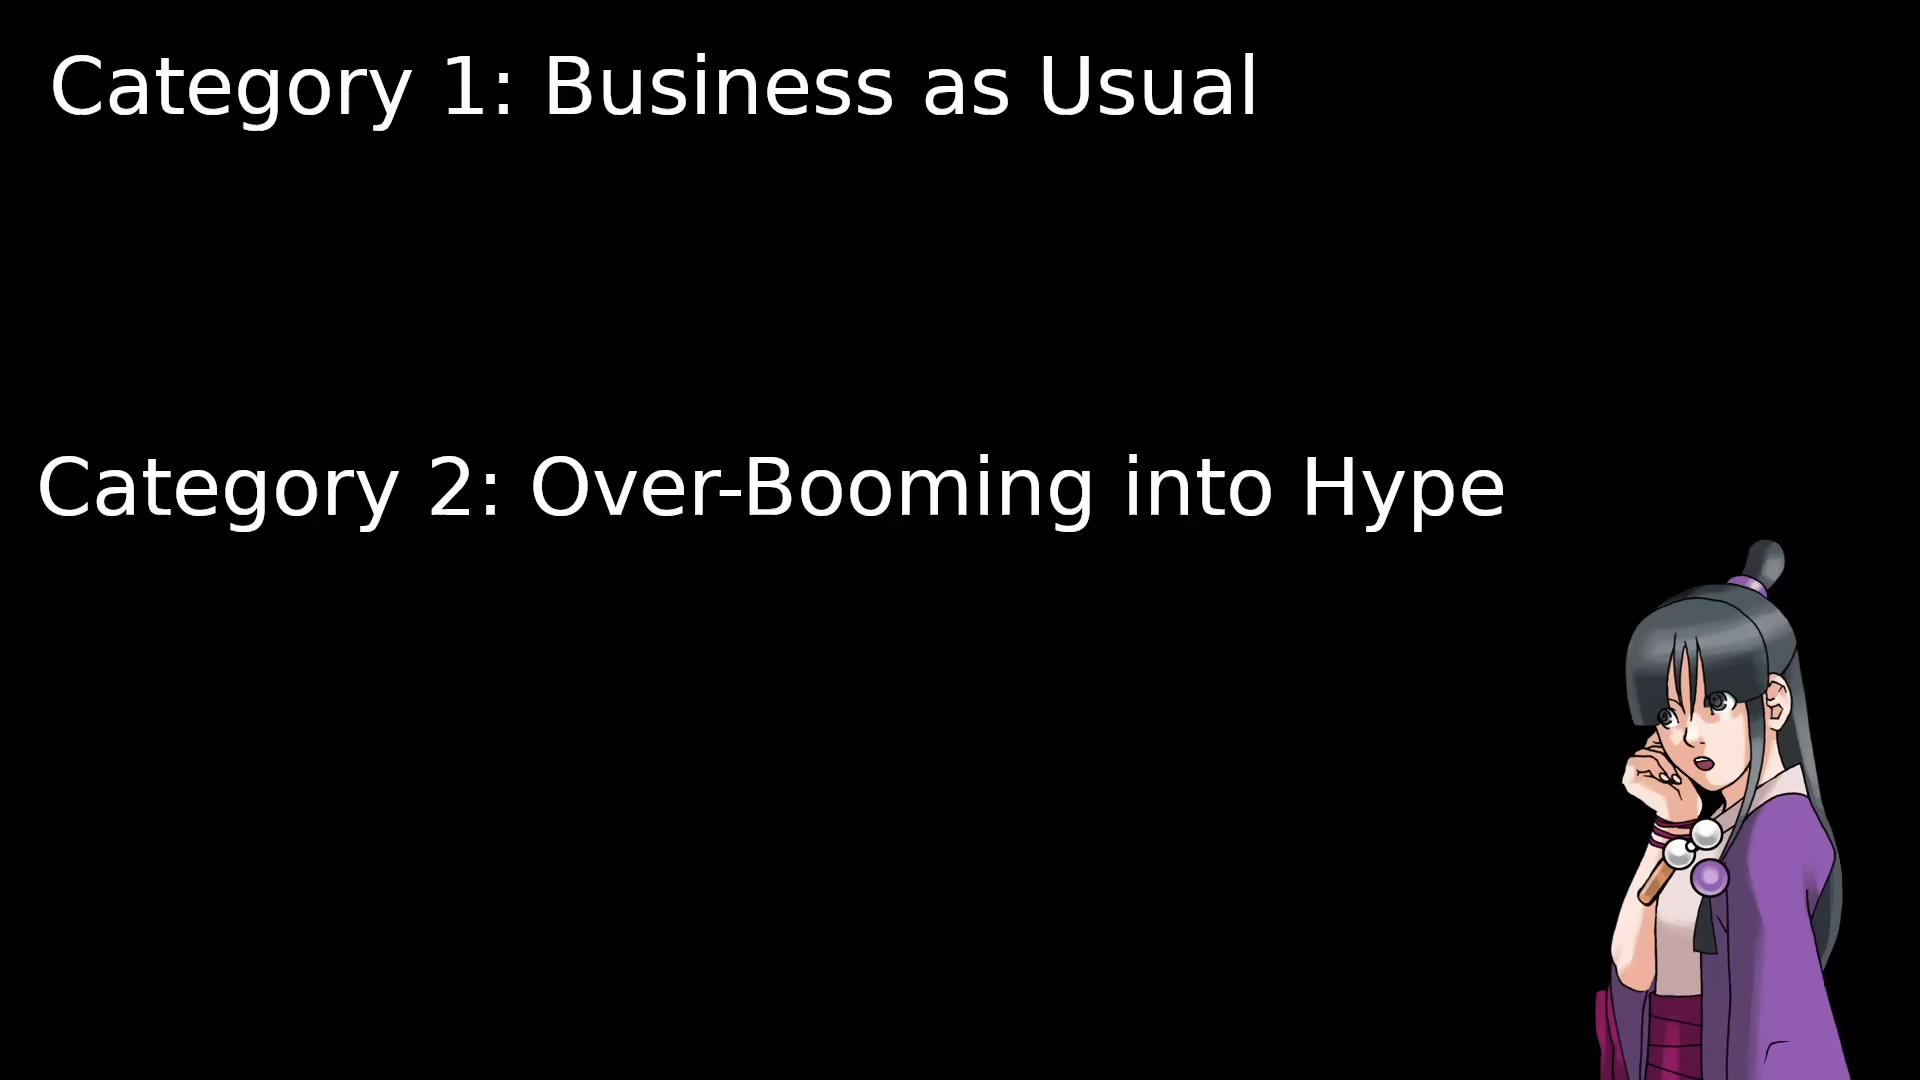 Category 1: Business as Usual
Category 2: Over-Booming into Hype